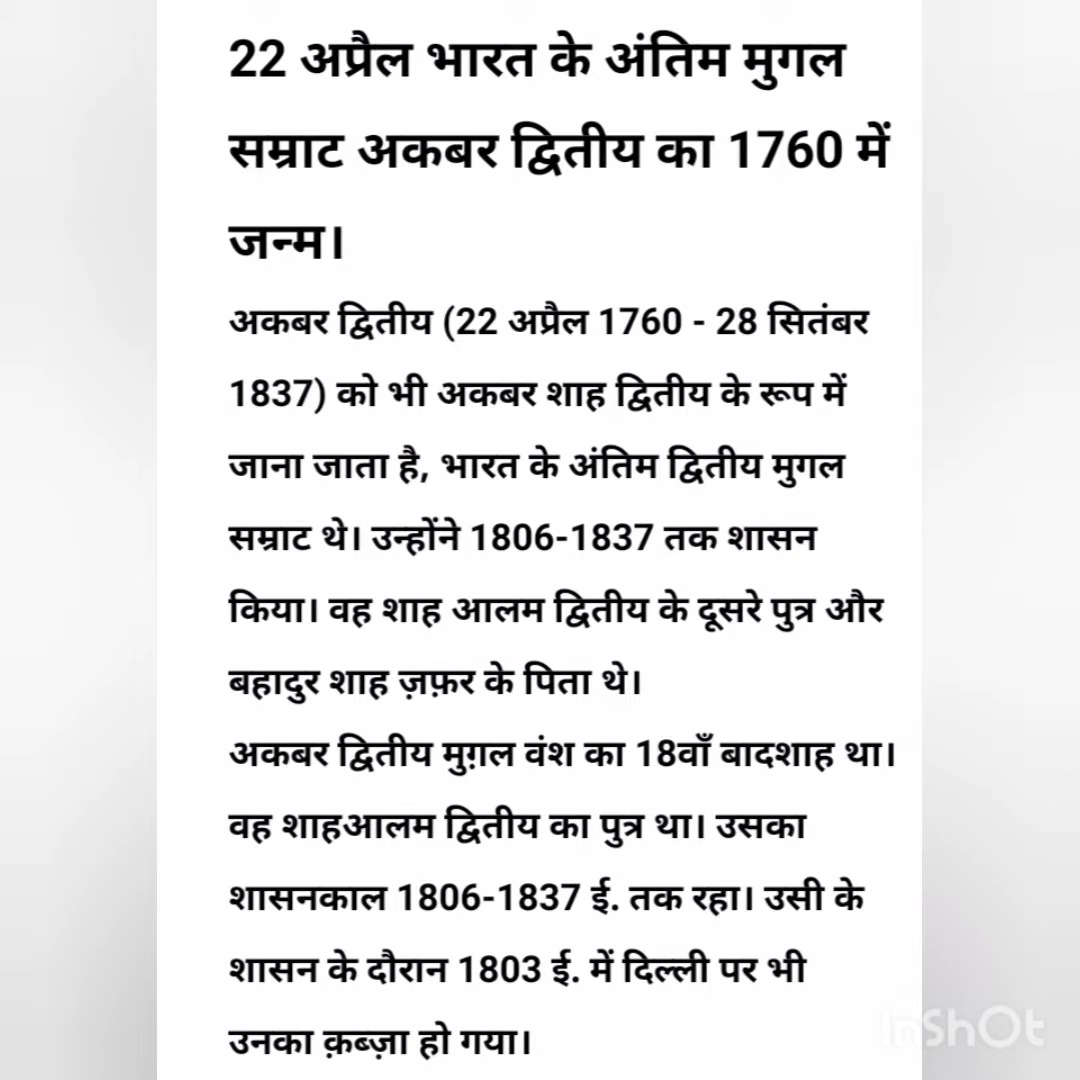 22 अप्रैल भारत के अंतिम मुगल
सम्राट अकबर द्वितीय का 1760 में
जन्म।
अकबर द्वितीय (22 अप्रैल 1760 - 28 सितंबर
1837) को भी अकबर शाह द्वितीय के रूप में
जाना जाता है, भारत के अंतिम द्वितीय मुगल
सम्राट थे। उन्होंने 1806-1837 तक शासन
किया। वह शाह आलम द्वितीय के दूसरे पुत्र और
बहादुर शाह ज़फ़र के पिता थे।
अकबर द्वितीय मुग़ल वंश का 18वाँ बादशाह था।
वह शाहआलम द्वितीय का पुत्र था। उसका
शासनकाल 1806-1837 ई. तक रहा। उसी के
शासन के दौरान 1803 ई. में दिल्ली पर भी
उनका क़ब्ज़ा हो गया।
InShOt